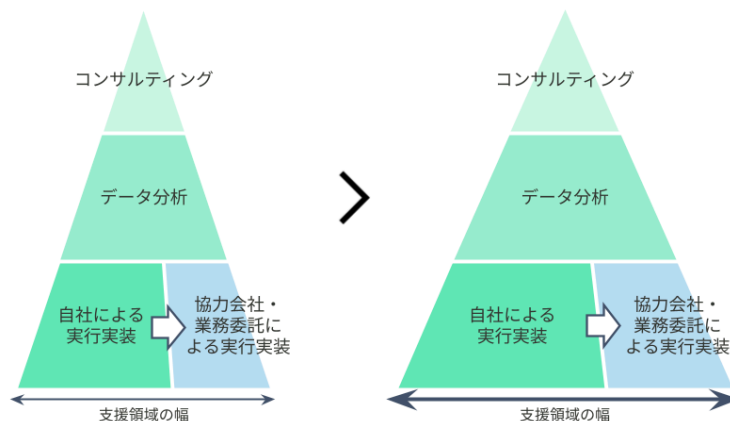 コンサルティング
データ分析
自社による
実行実装
協力会社・
業務委託に
よる実行実装
支援領域の幅
コンサルティング
データ分析
自社による
実行実装
協力会社・
業務委託に
よる実行実装
支援領域の幅